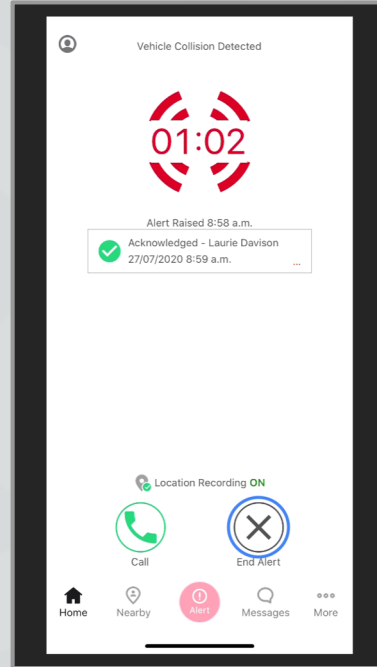 Vehicle Collision Detected
01:02
Alert Raised 8:58 a.m.
Acknowledged - Laurie Davison
27/07/2020 8:59 a.m.
...
Location Recording ON
Call
End Alert
Home
Nearby
Alert
Messages
More